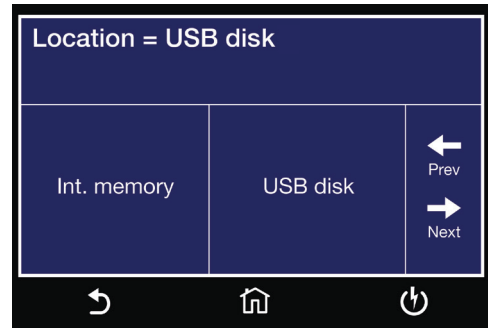 Location = USB disk
Int. memory
USB disk
Prev
Next